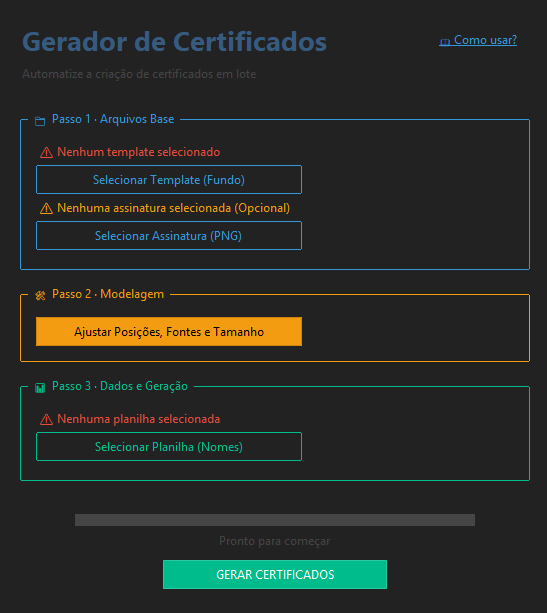 Gerador de Certificados
Como usar?
Automatize a criação de certificados em lote
Passo 1 · Arquivos Base
Nenhum template selecionado
Selecionar Template (Fundo)
Nenhuma assinatura selecionada (Opcional)
Selecionar Assinatura (PNG)
Passo 2 · Modelagem
Ajustar Posições, Fontes e Tamanho
Passo 3 · Dados e Geração
Nenhuma planilha selecionada
Selecionar Planilha (Nomes)
Pronto para começar
GERAR CERTIFICADOS